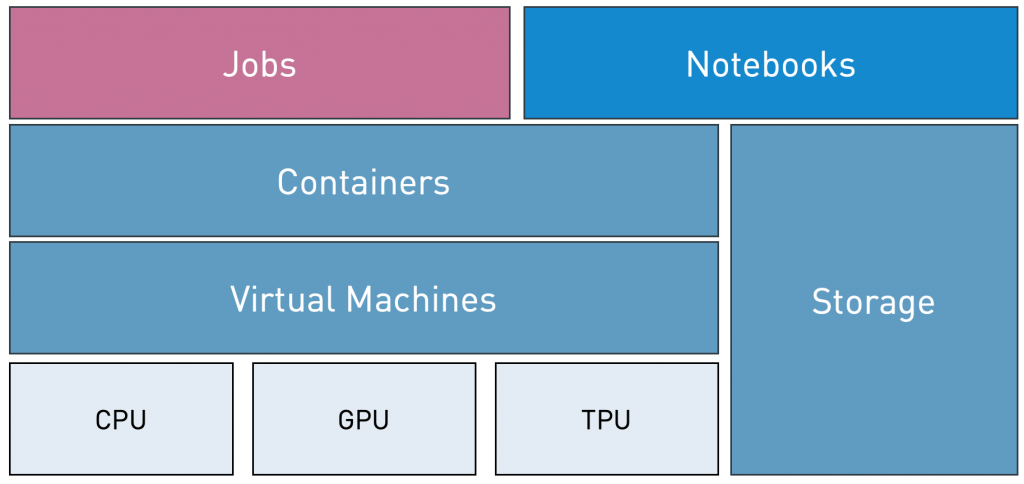 Jobs
Notebooks
Containers
Virtual Machines
Storage
CPU
GPU
TPU